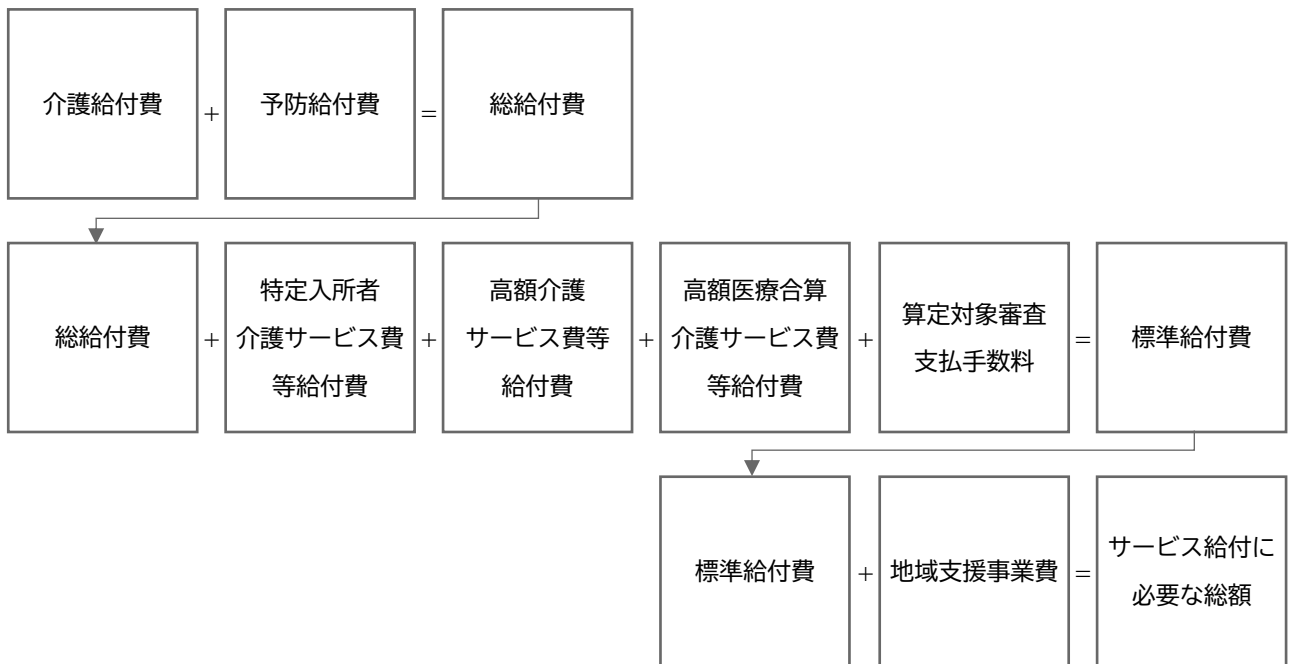 介護給付費 + 予防給付費 = 総給付費
総給付費 + 特定入所者
介護サービス費
等給付費 + 高額介護
サービス費等
給付費 + 高額医療合算
介護サービス費
等給付費 + 算定対象審査
支払手数料 = 標準給付費
標準給付費 + 地域支援事業費 = サービス給付に
必要な総額